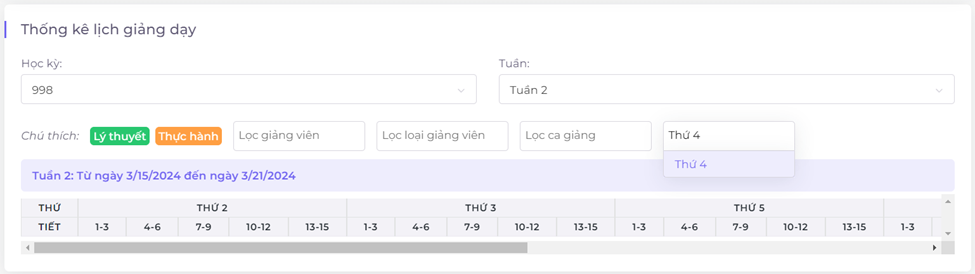 Thống kê lịch giảng dạy
Học kỳ: Tuần:
998 Tuần 2
Chú thích: Lý thuyết Thực hành Lọc giảng viên Lọc loại giảng viên Lọc ca giảng Thứ 4
Thứ 4
Tuần 2: Từ ngày 3/15/2024 đến ngày 3/21/2024
THỨ THỨ 2 THỨ 3 THỨ 5
TIẾT 1-3 4-6 7-9 10-12 13-15 1-3 4-6 7-9 10-12 13-15 1-3 4-6 7-9 10-12 13-15 1-3